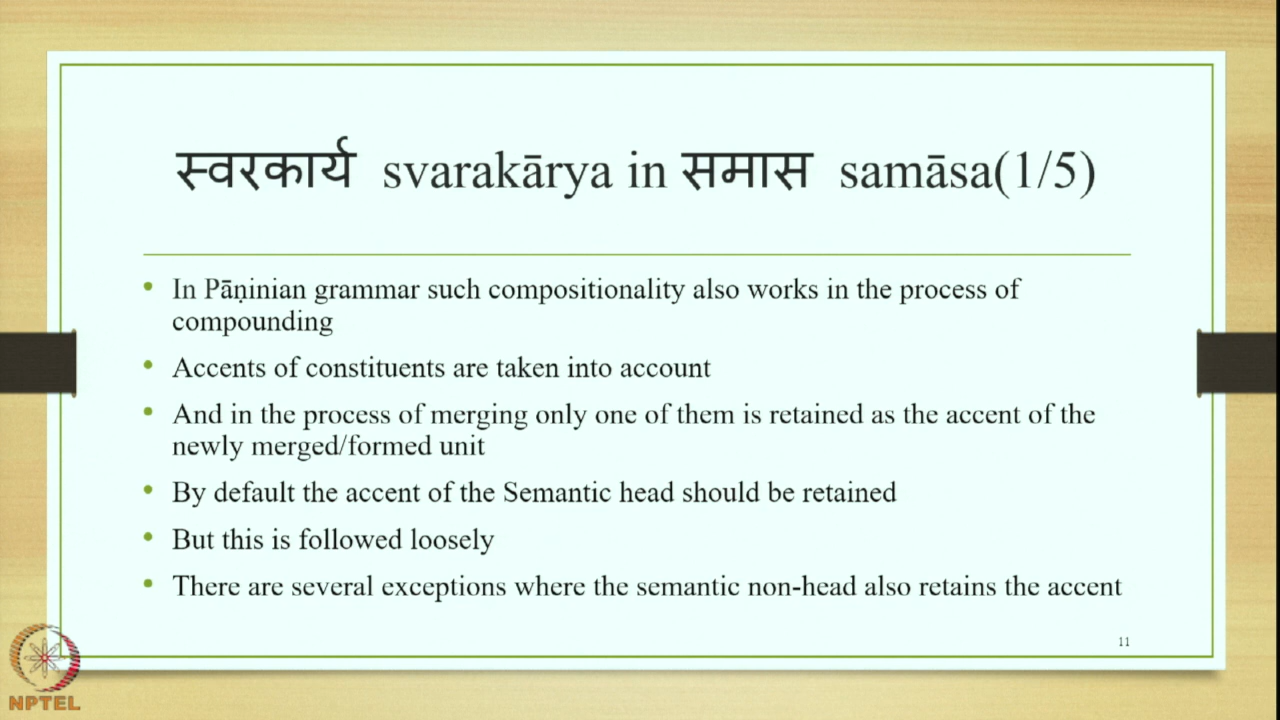 स्वरकार्य svarakārya in समास samāsa(1/5)
• In Pāṇinian grammar such compositionality also works in the process of
compounding
• Accents of constituents are taken into account
• And in the process of merging only one of them is retained as the accent of the
newly merged/formed unit
• By default the accent of the Semantic head should be retained
• But this is followed loosely
• There are several exceptions where the semantic non-head also retains the accent
11
NPTEL